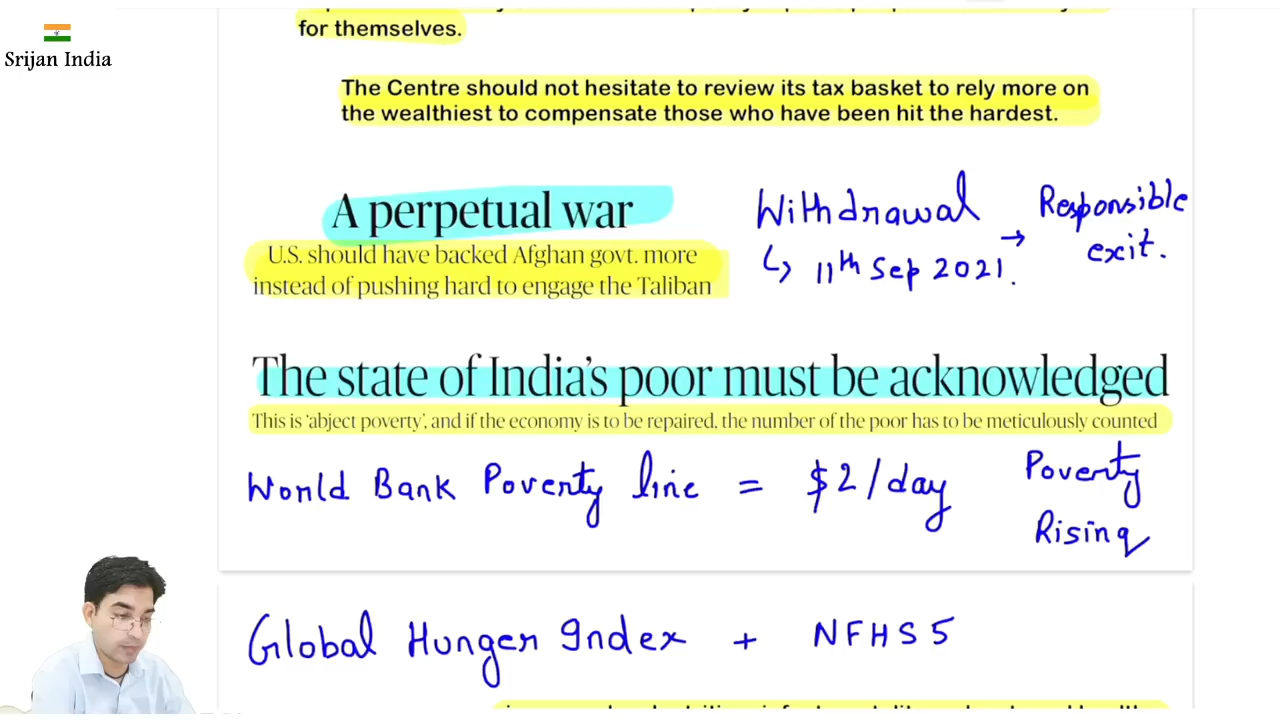 Srijan India
for themselves.
The Centre should not hesitate to review its tax basket to rely more on
the wealthiest to compensate those who have been hit the hardest.
A perpetual war
U.S. should have backed Afghan govt. more
instead of pushing hard to engage the Taliban
Withdrawal
↳ 11th Sep 2021.
→ Responsible
exit.
The state of India's poor must be acknowledged
This is 'abject poverty', and if the economy is to be repaired, the number of the poor has to be meticulously counted
World Bank Poverty line = $2/day
Poverty
Rising
Global Hunger Index + NFHS 5